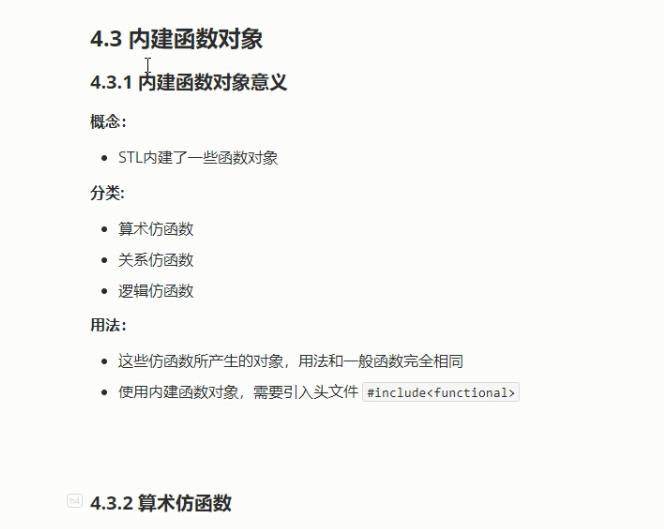 4.3 内建函数对象
4.3.1 内建函数对象意义
概念：
STL内建了一些函数对象
分类:
算术仿函数
关系仿函数
逻辑仿函数
用法：
这些仿函数所产生的对象，用法和一般函数完全相同
使用内建函数对象，需要引入头文件 #include<functional>
h4
4.3.2 算术仿函数